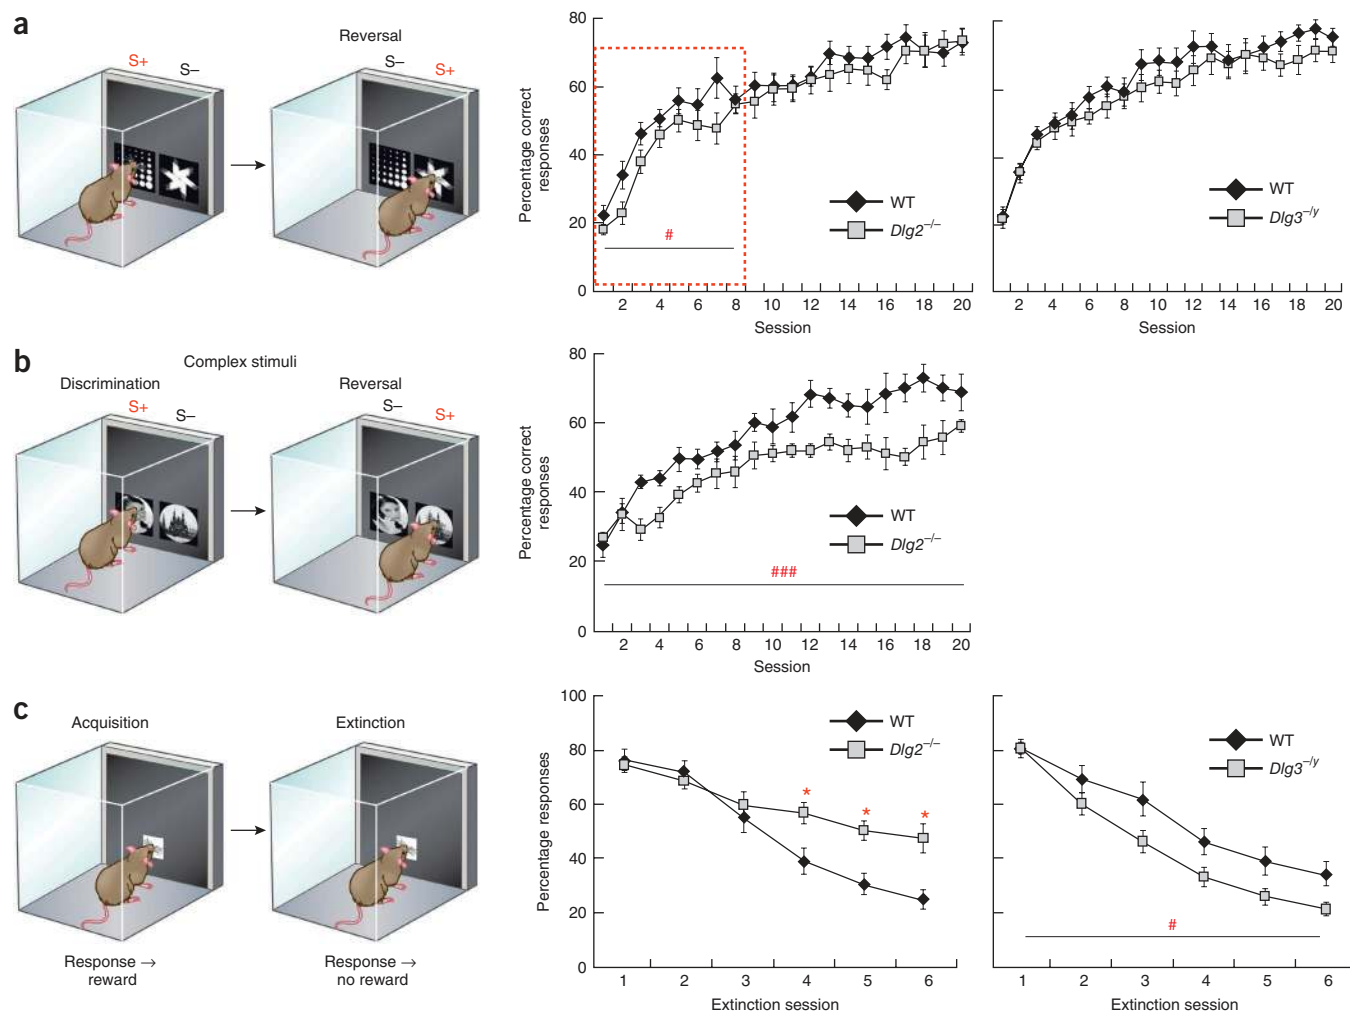 a
Reversal
S+
S–
S–
S+
Percentage correct
responses
80
60
40
20
0
WT
Dlg2–/–
#
2 4 6 8 10 12 14 16 18 20
Session
WT
Dlg3–/y
2 4 6 8 10 12 14 16 18 20
Session
b
Complex stimuli
Discrimination
Reversal
S+
S–
S–
S+
Percentage correct
responses
80
60
40
20
0
WT
Dlg2–/–
###
2 4 6 8 10 12 14 16 18 20
Session
c
Acquisition
Extinction
Response →
reward
Response →
no reward
Percentage responses
100
80
60
40
20
0
WT
Dlg2–/–
* * *
1 2 3 4 5 6
Extinction session
WT
Dlg3–/y
#
1 2 3 4 5 6
Extinction session